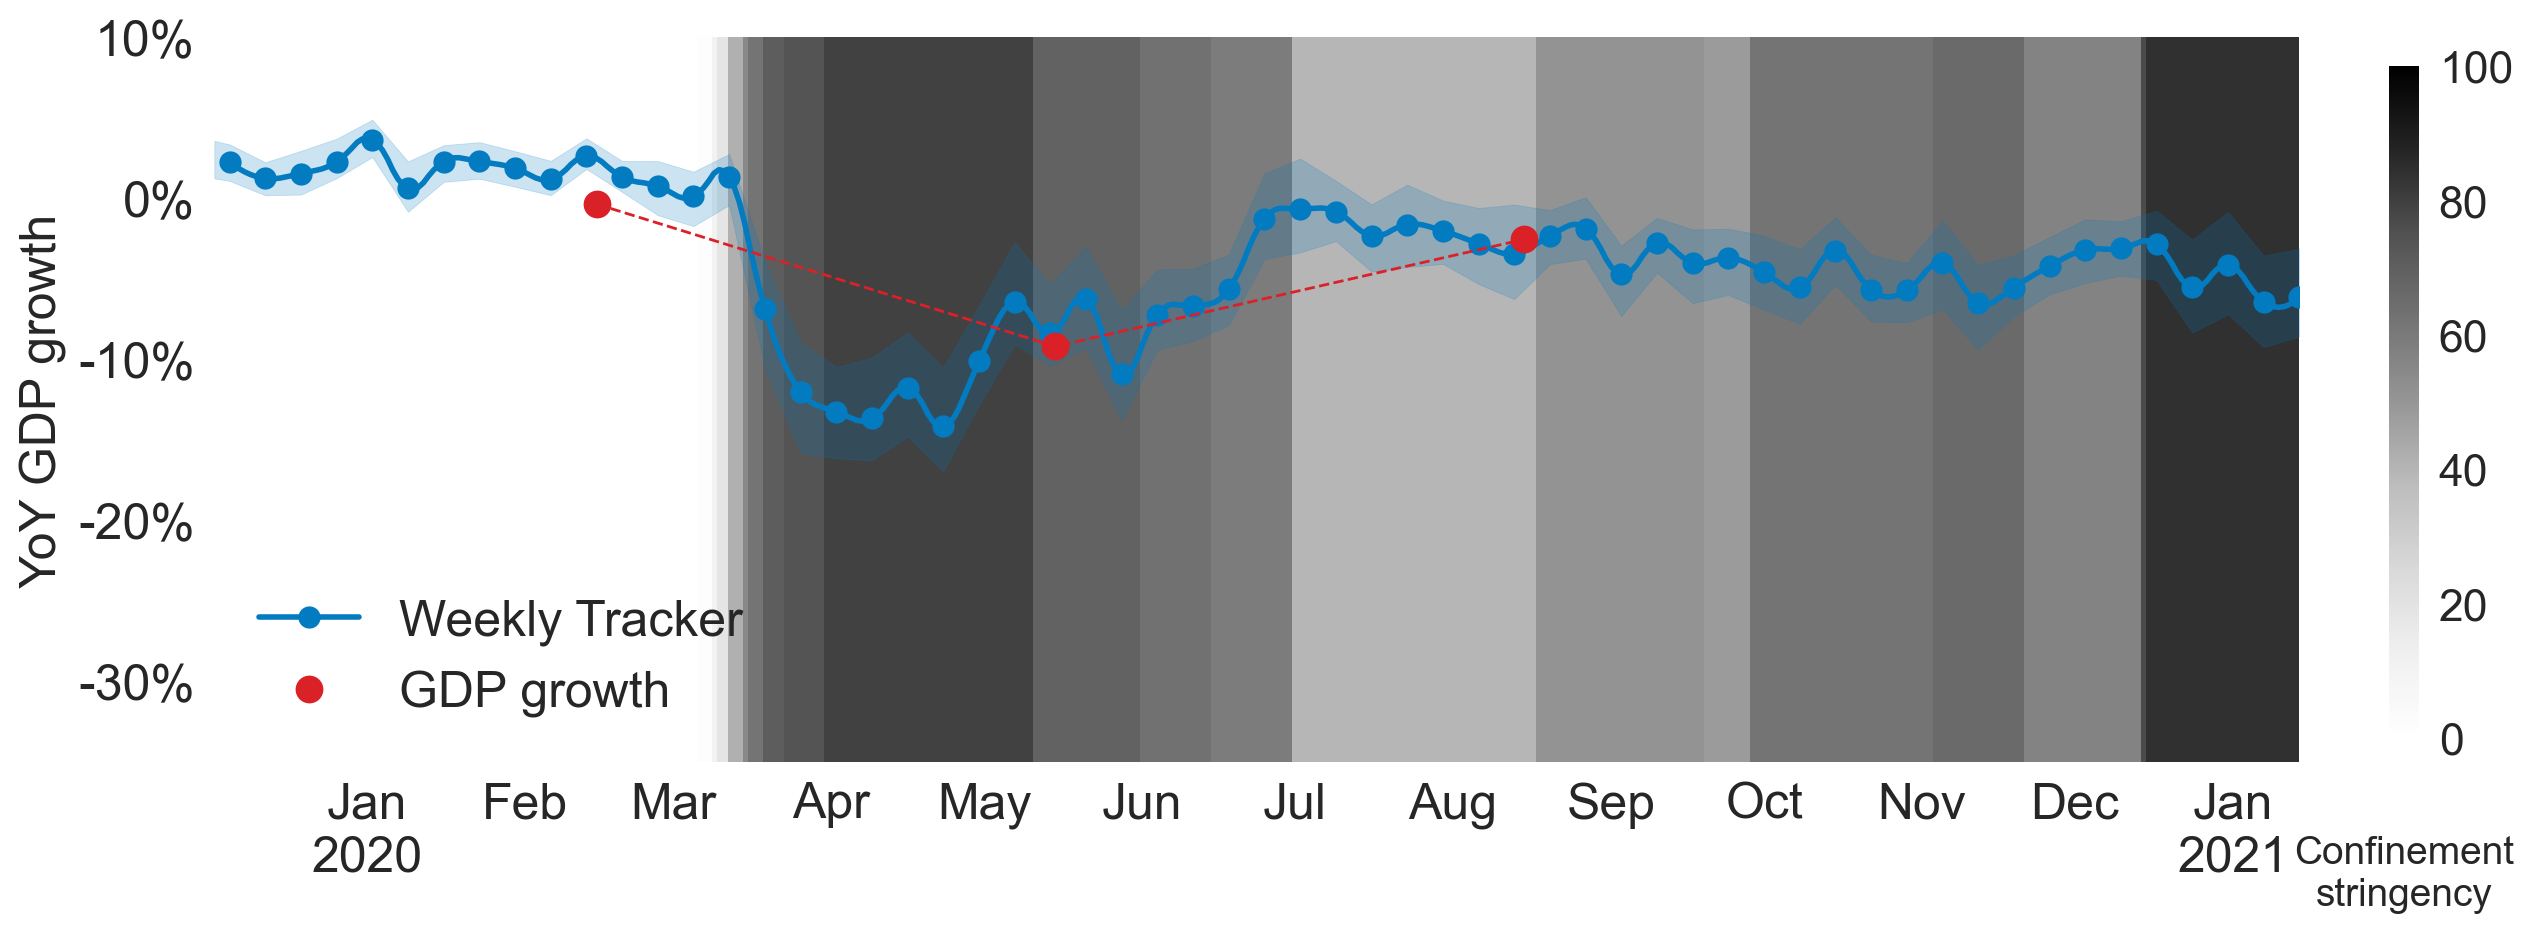 YoY GDP growth
10%
0%
-10%
-20%
-30%
Weekly Tracker
GDP growth
Jan
2020
Feb
Mar
Apr
May
Jun
Jul
Aug
Sep
Oct
Nov
Dec
Jan
2021
100
80
60
40
20
0
Confinement
stringency